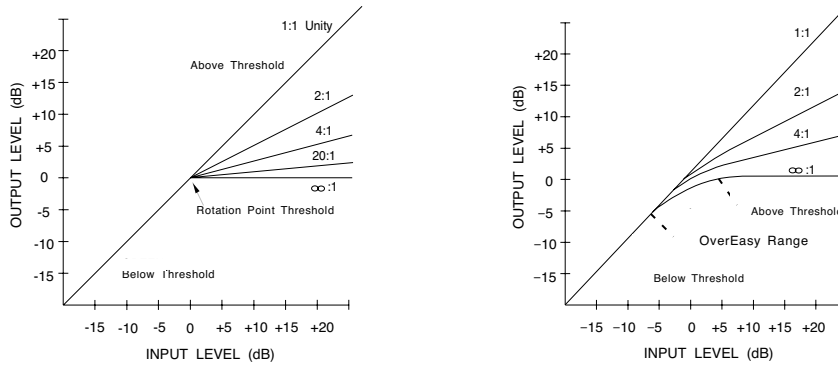 1:1 Unity
+20
Above Threshold
+15
2:1
+10
4:1
+5
20:1
0
∞:1
Rotation Point Threshold
-5
-10
Below Threshold
-15
OUTPUT LEVEL (dB)
-15 -10 -5 0 +5 +10 +15 +20
INPUT LEVEL (dB)
1:1
+20
+15
2:1
+10
4:1
+5
∞:1
0
−5
Above Threshold
OverEasy Range
−10
Below Threshold
−15
OUTPUT LEVEL (dB)
−15 −10 −5 0 +5 +10 +15 +20
INPUT LEVEL (dB)